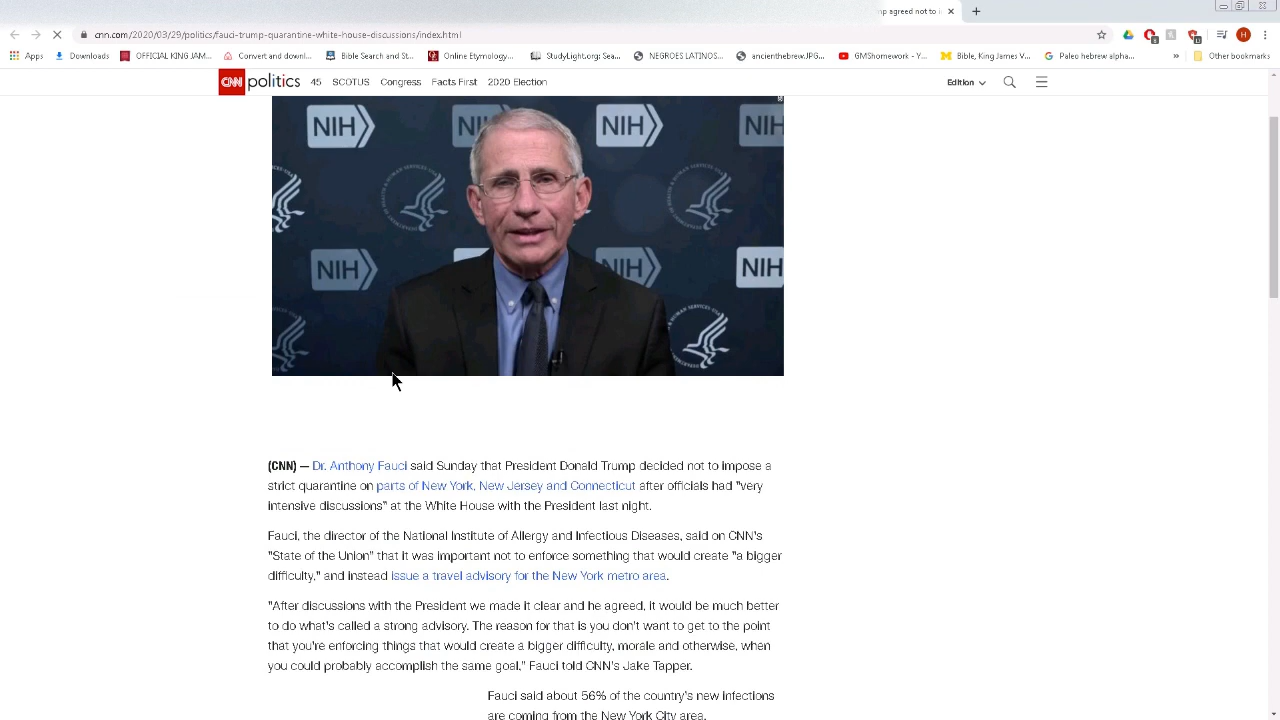 np agreed not to i
cnn.com/2020/03/29/politics/fauci-trump-quarantine-white-house-discussions/index.html
H
Apps Downloads OFFICIAL KING JAM... Convert and downl... Bible Search and St... Online Etymology... StudyLight.org: Sea... NEGROES LATINOS... ancienthebrew.JPG... GMShomework - Y... Bible, King James V... Paleo hebrew alpha... » Other bookmarks
CNN politics 45 SCOTUS Congress Facts First 2020 Election Edition
NIH NIH NIH NIH
NIH NIH NIH
(CNN) — Dr. Anthony Fauci said Sunday that President Donald Trump decided not to impose a
strict quarantine on parts of New York, New Jersey and Connecticut after officials had "very
intensive discussions" at the White House with the President last night.
Fauci, the director of the National Institute of Allergy and Infectious Diseases, said on CNN's
"State of the Union" that it was important not to enforce something that would create "a bigger
difficulty," and instead issue a travel advisory for the New York metro area.
"After discussions with the President we made it clear and he agreed, it would be much better
to do what's called a strong advisory. The reason for that is you don't want to get to the point
that you're enforcing things that would create a bigger difficulty, morale and otherwise, when
you could probably accomplish the same goal," Fauci told CNN's Jake Tapper.
Fauci said about 56% of the country's new infections
are coming from the New York City area.